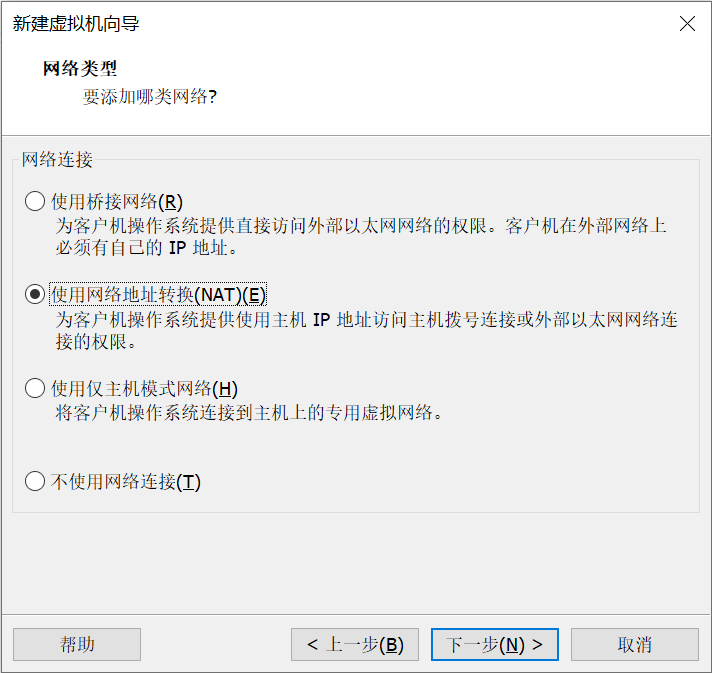 新建虚拟机向导
网络类型
要添加哪类网络?
网络连接
使用桥接网络(R)
为客户机操作系统提供直接访问外部以太网网络的权限。客户机在外部网络上
必须有自己的 IP 地址。
使用网络地址转换(NAT)(E)
为客户机操作系统提供使用主机 IP 地址访问主机拨号连接或外部以太网网络连
接的权限。
使用仅主机模式网络(H)
将客户机操作系统连接到主机上的专用虚拟网络。
不使用网络连接(T)
帮助
< 上一步(B)
下一步(N) >
取消